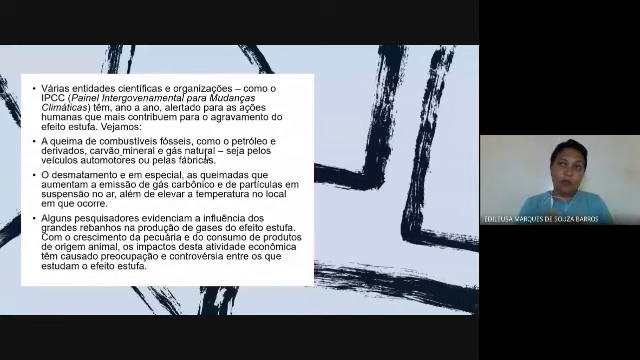 • Várias entidades científicas e organizações – como o
IPCC (Painel Intergovenamental para Mudanças
Climáticas) têm, ano a ano, alertado para as ações
humanas que mais contribuem para o agravamento do
efeito estufa. Vejamos:
• A queima de combustíveis fósseis, como o petróleo e
derivados, carvão mineral e gás natural – seja pelos
veículos automotores ou pelas fábricas.
• O desmatamento e em especial, as queimadas que
aumentam a emissão de gás carbônico e de partículas em
suspensão no ar, além de elevar a temperatura no local
em que ocorre.
• Alguns pesquisadores evidenciam a influência dos
grandes rebanhos na produção de gases do efeito estufa.
Com o crescimento da pecuária e do consumo de produtos
de origem animal, os impactos desta atividade econômica
têm causado preocupação e controvérsia entre os que
estudam o efeito estufa.
EDILEUSA MARQUES DE SOUZA BARROS